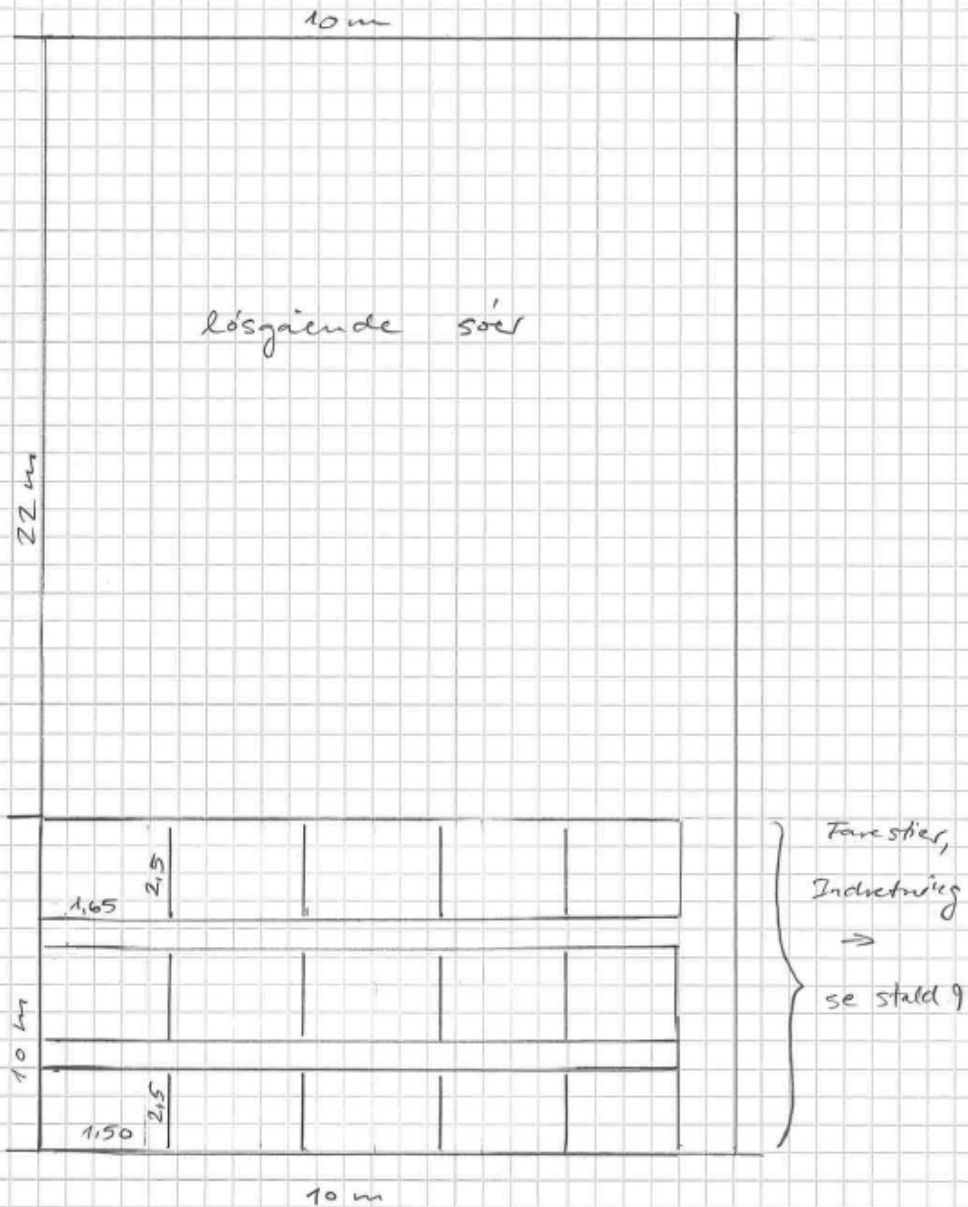 10 m
løsgående søer
22 m
2,5
1,65
Farestier,
Indretning
→
se stald 9
10 m
2,5
1,50
10 m